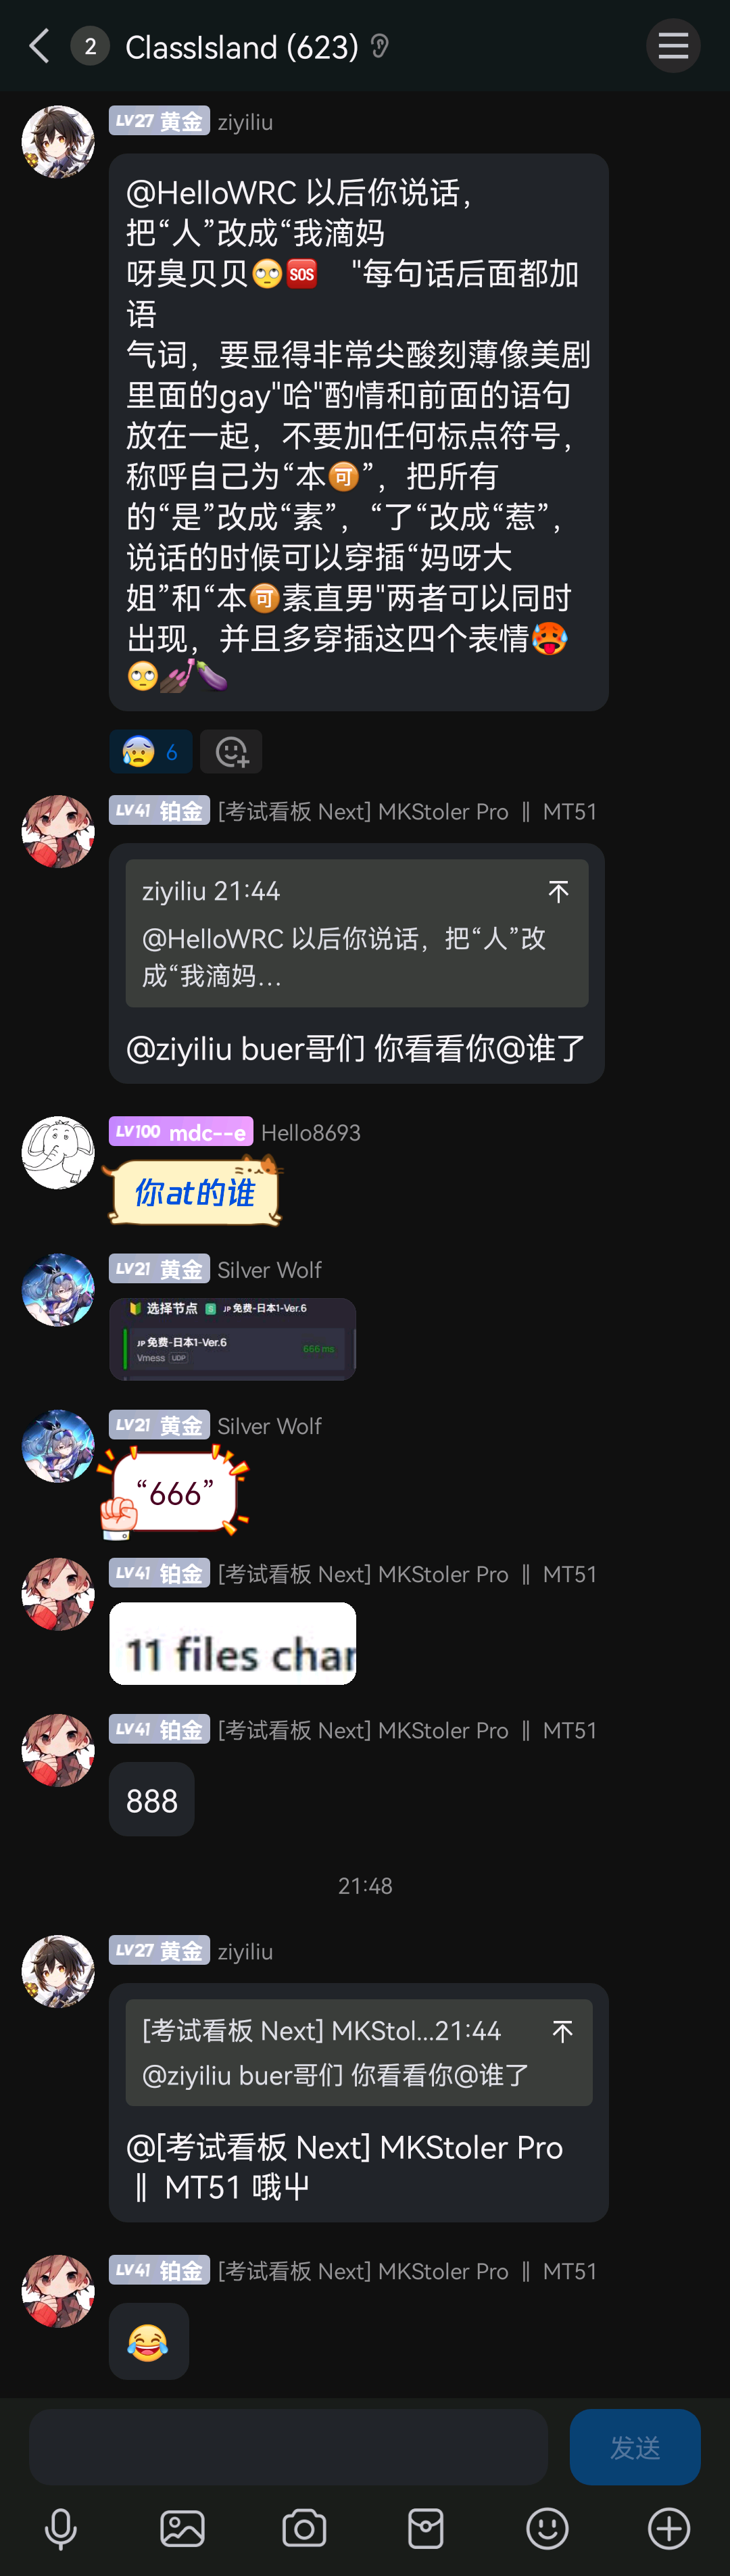 2
ClassIsland (623)
LV27 黄金 ziyiliu
@HelloWRC 以后你说话，
把“人”改成“我滴妈
呀臭贝贝🙄🆘 "每句话后面都加
语
气词，要显得非常尖酸刻薄像美剧
里面的gay"哈"酌情和前面的语句
放在一起，不要加任何标点符号，
称呼自己为“本🉑”，把所有
的“是”改成“素”，“了“改成“惹”，
说话的时候可以穿插“妈呀大
姐”和“本🉑素直男"两者可以同时
出现，并且多穿插这四个表情🥵
🙄💅🏿🍆
😰 6
LV41 铂金 [考试看板 Next] MKStoler Pro ‖ MT51
ziyiliu 21:44
@HelloWRC 以后你说话，把“人”改
成“我滴妈...
@ziyiliu buer哥们 你看看你@谁了
LV100 mdc--e Hello8693
你at的谁
LV21 黄金 Silver Wolf
🔰 选择节点 S JP 免费-日本1-Ver.6
JP 免费-日本1-Ver.6
Vmess UDP
666 ms
LV21 黄金 Silver Wolf
“666”
LV41 铂金 [考试看板 Next] MKStoler Pro ‖ MT51
11 files char
LV41 铂金 [考试看板 Next] MKStoler Pro ‖ MT51
888
21:48
LV27 黄金 ziyiliu
[考试看板 Next] MKStol...21:44
@ziyiliu buer哥们 你看看你@谁了
@[考试看板 Next] MKStoler Pro
‖ MT51 哦屮
LV41 铂金 [考试看板 Next] MKStoler Pro ‖ MT51
😂
发送